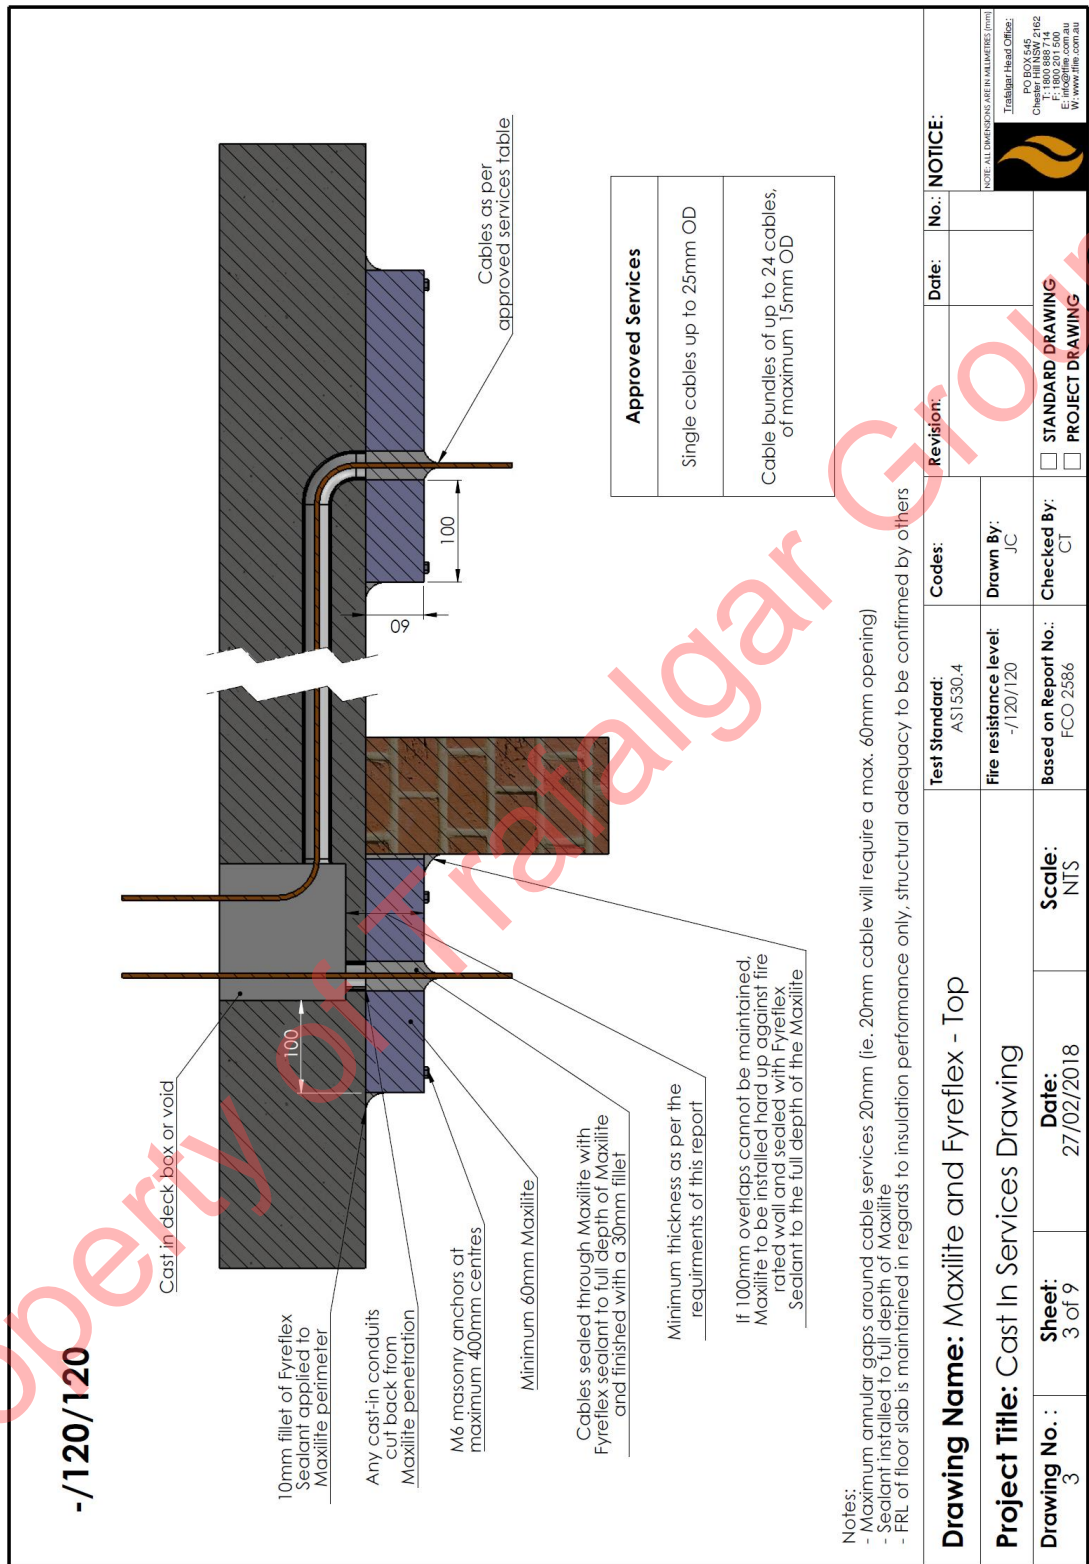 -/120/120
Cast in deck box or void
10mm fillet of Fyreflex
Sealant applied to
Maxilite perimeter
Any cast-in conduits
cut back from
Maxilite penetration
M6 masonry anchors at
maximum 400mm centres
Minimum 60mm Maxilite
Cables sealed through Maxilite with
Fyreflex sealant to full depth of Maxilite
and finished with a 30mm fillet
Minimum thickness as per the
requirments of this report
If 100mm overlaps cannot be maintained,
Maxilite to be installed hard up against fire
rated wall and sealed with Fyreflex
Sealant to the full depth of the Maxilite
100
60
100
Cables as per
approved services table
Approved Services
Single cables up to 25mm OD
Cable bundles of up to 24 cables,
of maximum 15mm OD
Notes:
- Maximum annular gaps around cable services 20mm (ie. 20mm cable will require a max. 60mm opening)
- Sealant installed to full depth of Maxilite
- FRL of floor slab is maintained in regards to insulation performance only, structural adequacy to be confirmed by others
Drawing Name: Maxilite and Fyreflex - Top
Project Title: Cast In Services Drawing
Drawing No.:
3
Sheet:
3 of 9
Date:
27/02/2018
Scale:
NTS
Test Standard:
AS1530.4
Codes:
Fire resistance level:
-/120/120
Drawn By:
JC
Based on Report No.:
FCO 2586
Checked By:
CT
Revision:
Date:
No.:
STANDARD DRAWING
PROJECT DRAWING
NOTICE:
NOTE: ALL DIMENSIONS ARE IN MILLIMETRES (mm)
Trafalgar Head Office:
PO BOX 545
Chester Hill NSW 2162
T: 1800 888 714
F: 1800 201 500
E: info@tfire.com.au
W: www.tfire.com.au
Property of Trafalgar Group